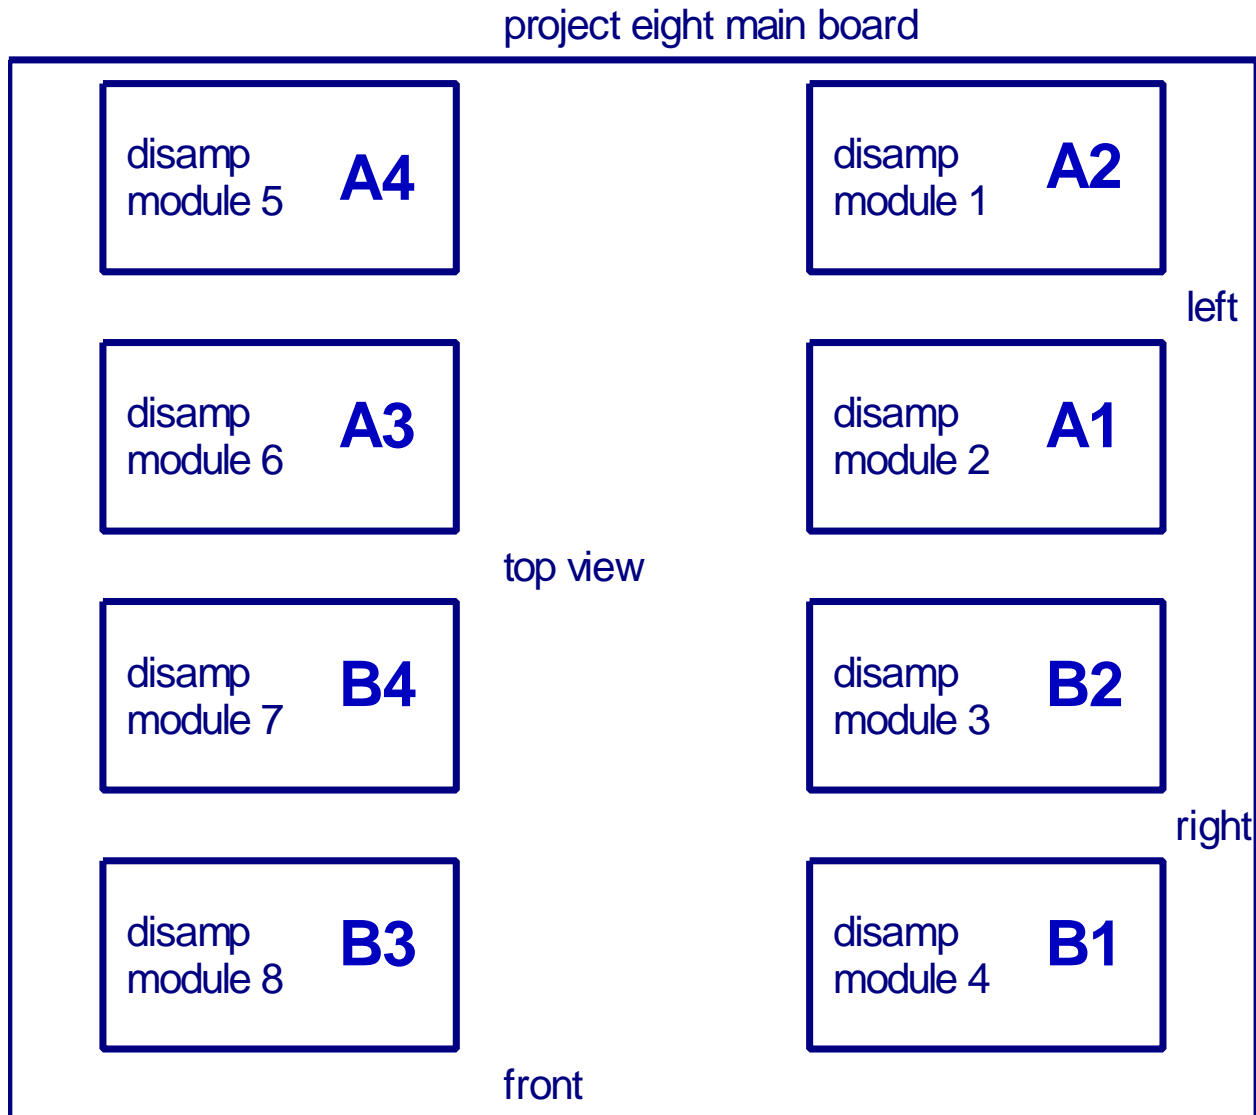 project eight main board
disamp
module 5
A4
disamp
module 1
A2
left
disamp
module 6
A3
disamp
module 2
A1
top view
disamp
module 7
B4
disamp
module 3
B2
right
disamp
module 8
B3
disamp
module 4
B1
front